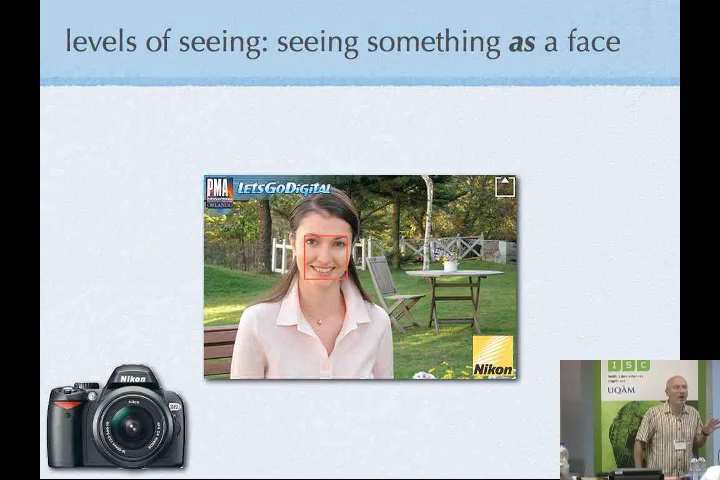 levels of seeing: seeing something as a face
PMA
ORLANDO
LETSGODIGITAL
Nikon
Nikon
ISC
UQÀM